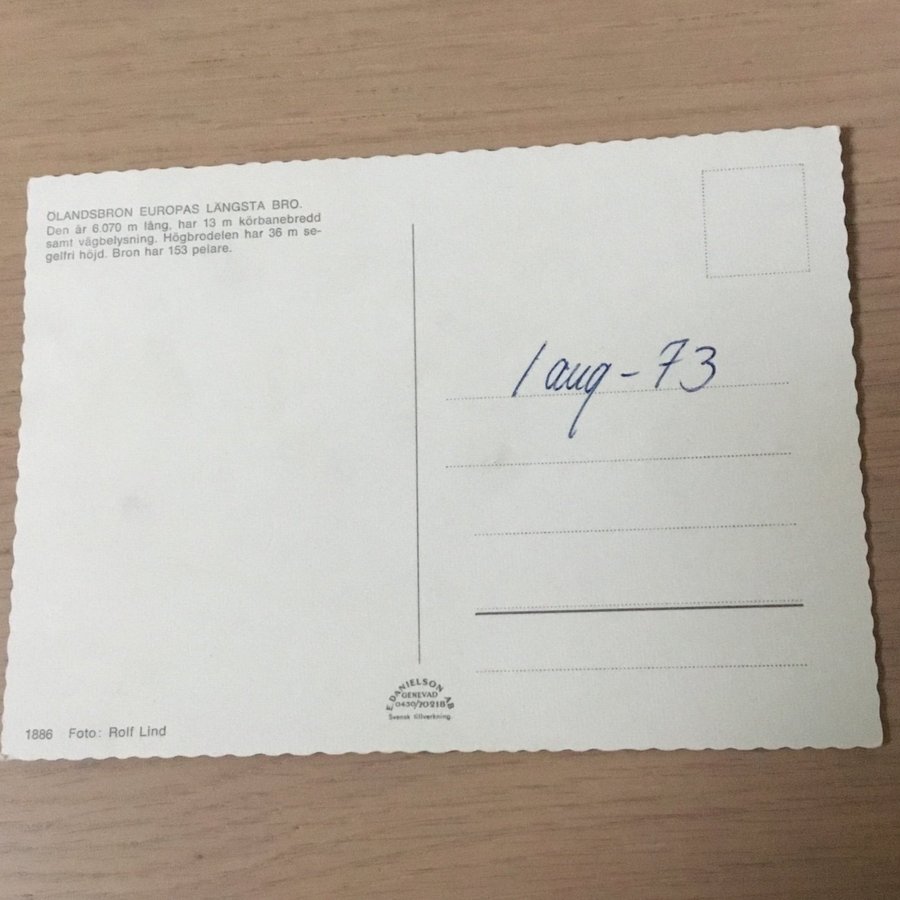 ÖLANDSBRON EUROPAS LÄNGSTA BRO.
Den är 6.070 m lång, har 13 m körbanebredd
samt vägbelysning. Högbrodelen har 36 m se-
gelfri höjd. Bron har 153 pelare.
1 aug - 73
E. DANIELSON AB
GENEVAD
0430/70218
Svensk tillverkning.
1886 Foto: Rolf Lind